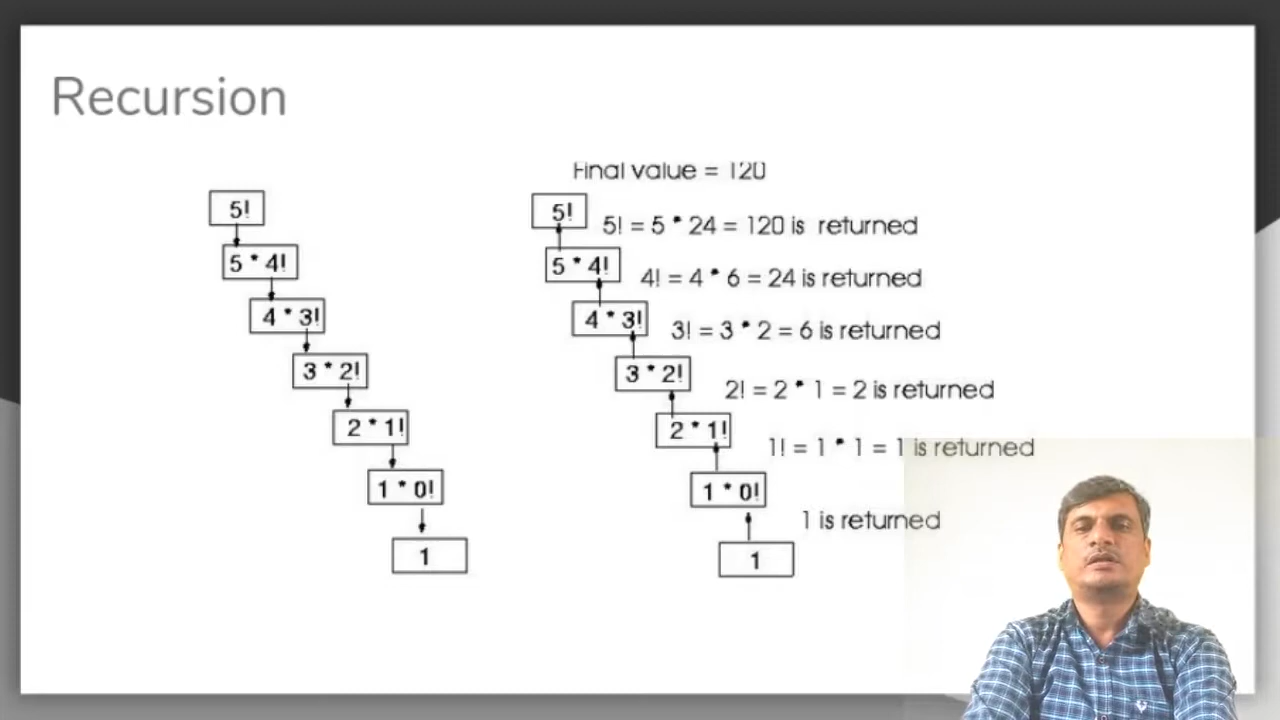 Recursion
5!
5 * 4!
4 * 3!
3 * 2!
2 * 1!
1 * 0!
1
Final value = 120
5!
5! = 5 * 24 = 120 is returned
5 * 4!
4! = 4 * 6 = 24 is returned
4 * 3!
3! = 3 * 2 = 6 is returned
3 * 2!
2! = 2 * 1 = 2 is returned
2 * 1!
1! = 1 * 1 = 1 is returned
1 * 0!
1 is returned
1